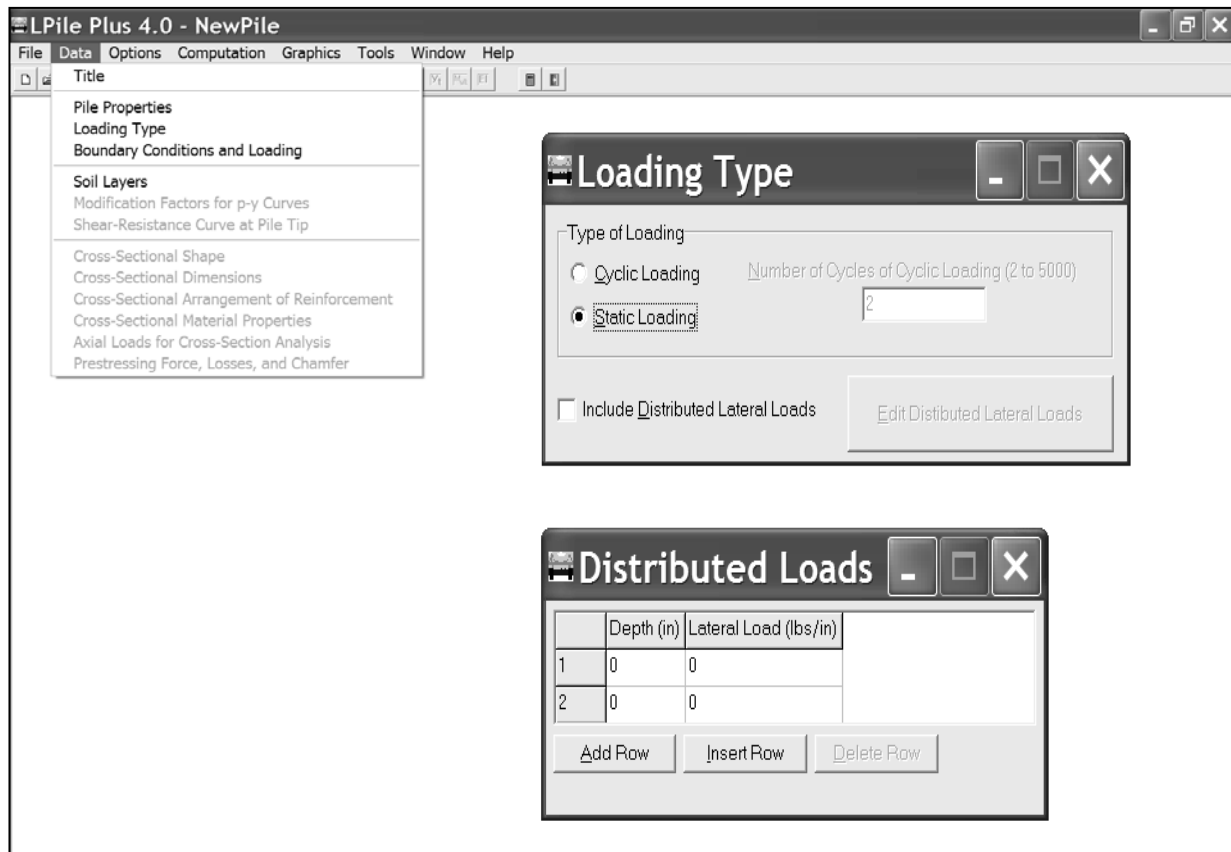 LPile Plus 4.0 - NewPile
File Data Options Computation Graphics Tools Window Help
Title
Pile Properties
Loading Type
Boundary Conditions and Loading
Soil Layers
Modification Factors for p-y Curves
Shear-Resistance Curve at Pile Tip
Cross-Sectional Shape
Cross-Sectional Dimensions
Cross-Sectional Arrangement of Reinforcement
Cross-Sectional Material Properties
Axial Loads for Cross-Section Analysis
Prestressing Force, Losses, and Chamfer
Loading Type
Type of Loading
Cyclic Loading
Number of Cycles of Cyclic Loading (2 to 5000)
Static Loading
2
Include Distributed Lateral Loads
Edit Distibuted Lateral Loads
Distributed Loads
Depth (in) Lateral Load (lbs/in)
1 0 0
2 0 0
Add Row Insert Row Delete Row